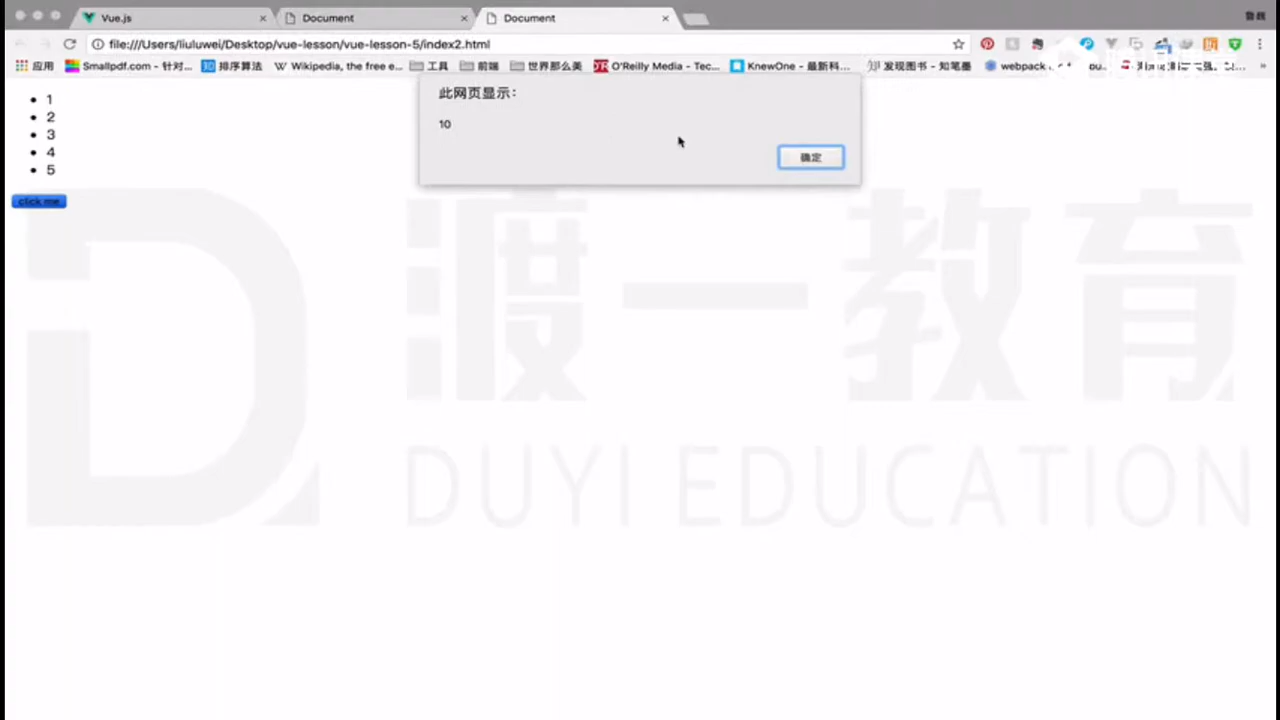 Vue.js
Document
Document
file:///Users/liuluwei/Desktop/vue-lesson/vue-lesson-5/index2.html
应用 Smallpdf.com - 针对... 排序算法 Wikipedia, the free e... 工具 前端 世界那么美 O'Reilly Media - Tec... KnewOne - 最新科... 发现图书 - 知笔墨 webpack
此网页显示：
10
确定
1
2
3
4
5
click me
渡一教育
DUYI EDUCATION